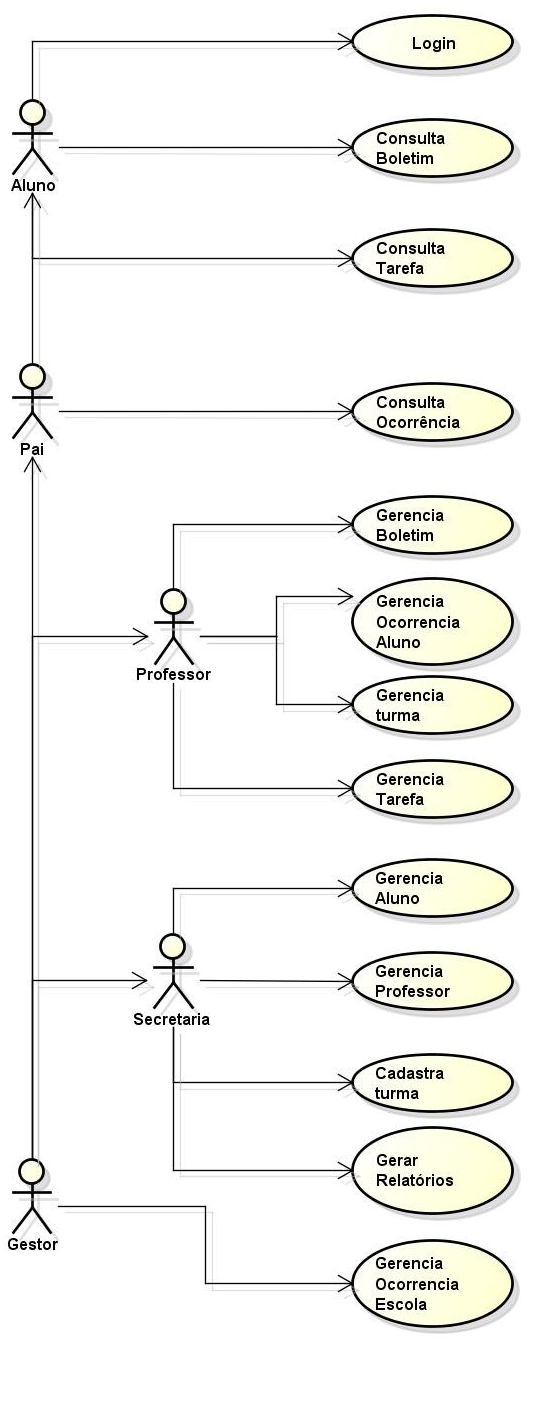 Login
Consulta
Boletim
Aluno
Consulta
Tarefa
Consulta
Ocorrência
Pai
Gerencia
Boletim
Gerencia
Ocorrencia
Aluno
Professor
Gerencia
turma
Gerencia
Tarefa
Gerencia
Aluno
Gerencia
Professor
Secretaria
Cadastra
turma
Gerar
Relatórios
Gestor
Gerencia
Ocorrencia
Escola